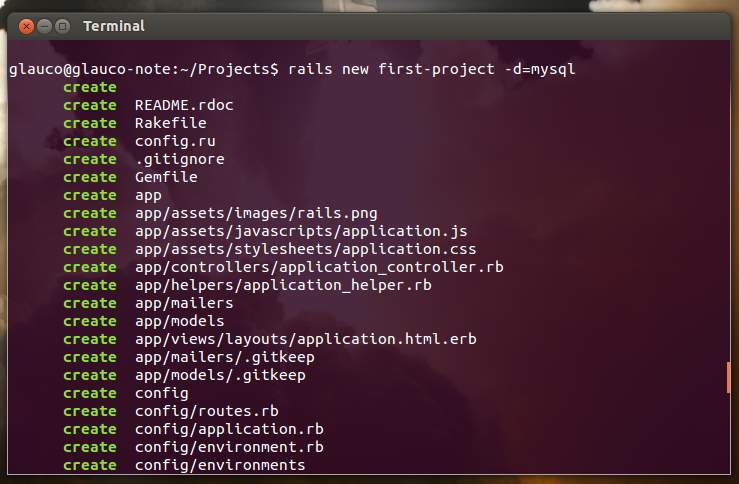 Terminal
glauco@glauco-note:~/Projects$ rails new first-project -d=mysql
create
create README.rdoc
create Rakefile
create config.ru
create .gitignore
create Gemfile
create app
create app/assets/images/rails.png
create app/assets/javascripts/application.js
create app/assets/stylesheets/application.css
create app/controllers/application_controller.rb
create app/helpers/application_helper.rb
create app/mailers
create app/models
create app/views/layouts/application.html.erb
create app/mailers/.gitkeep
create app/models/.gitkeep
create config
create config/routes.rb
create config/application.rb
create config/environment.rb
create config/environments